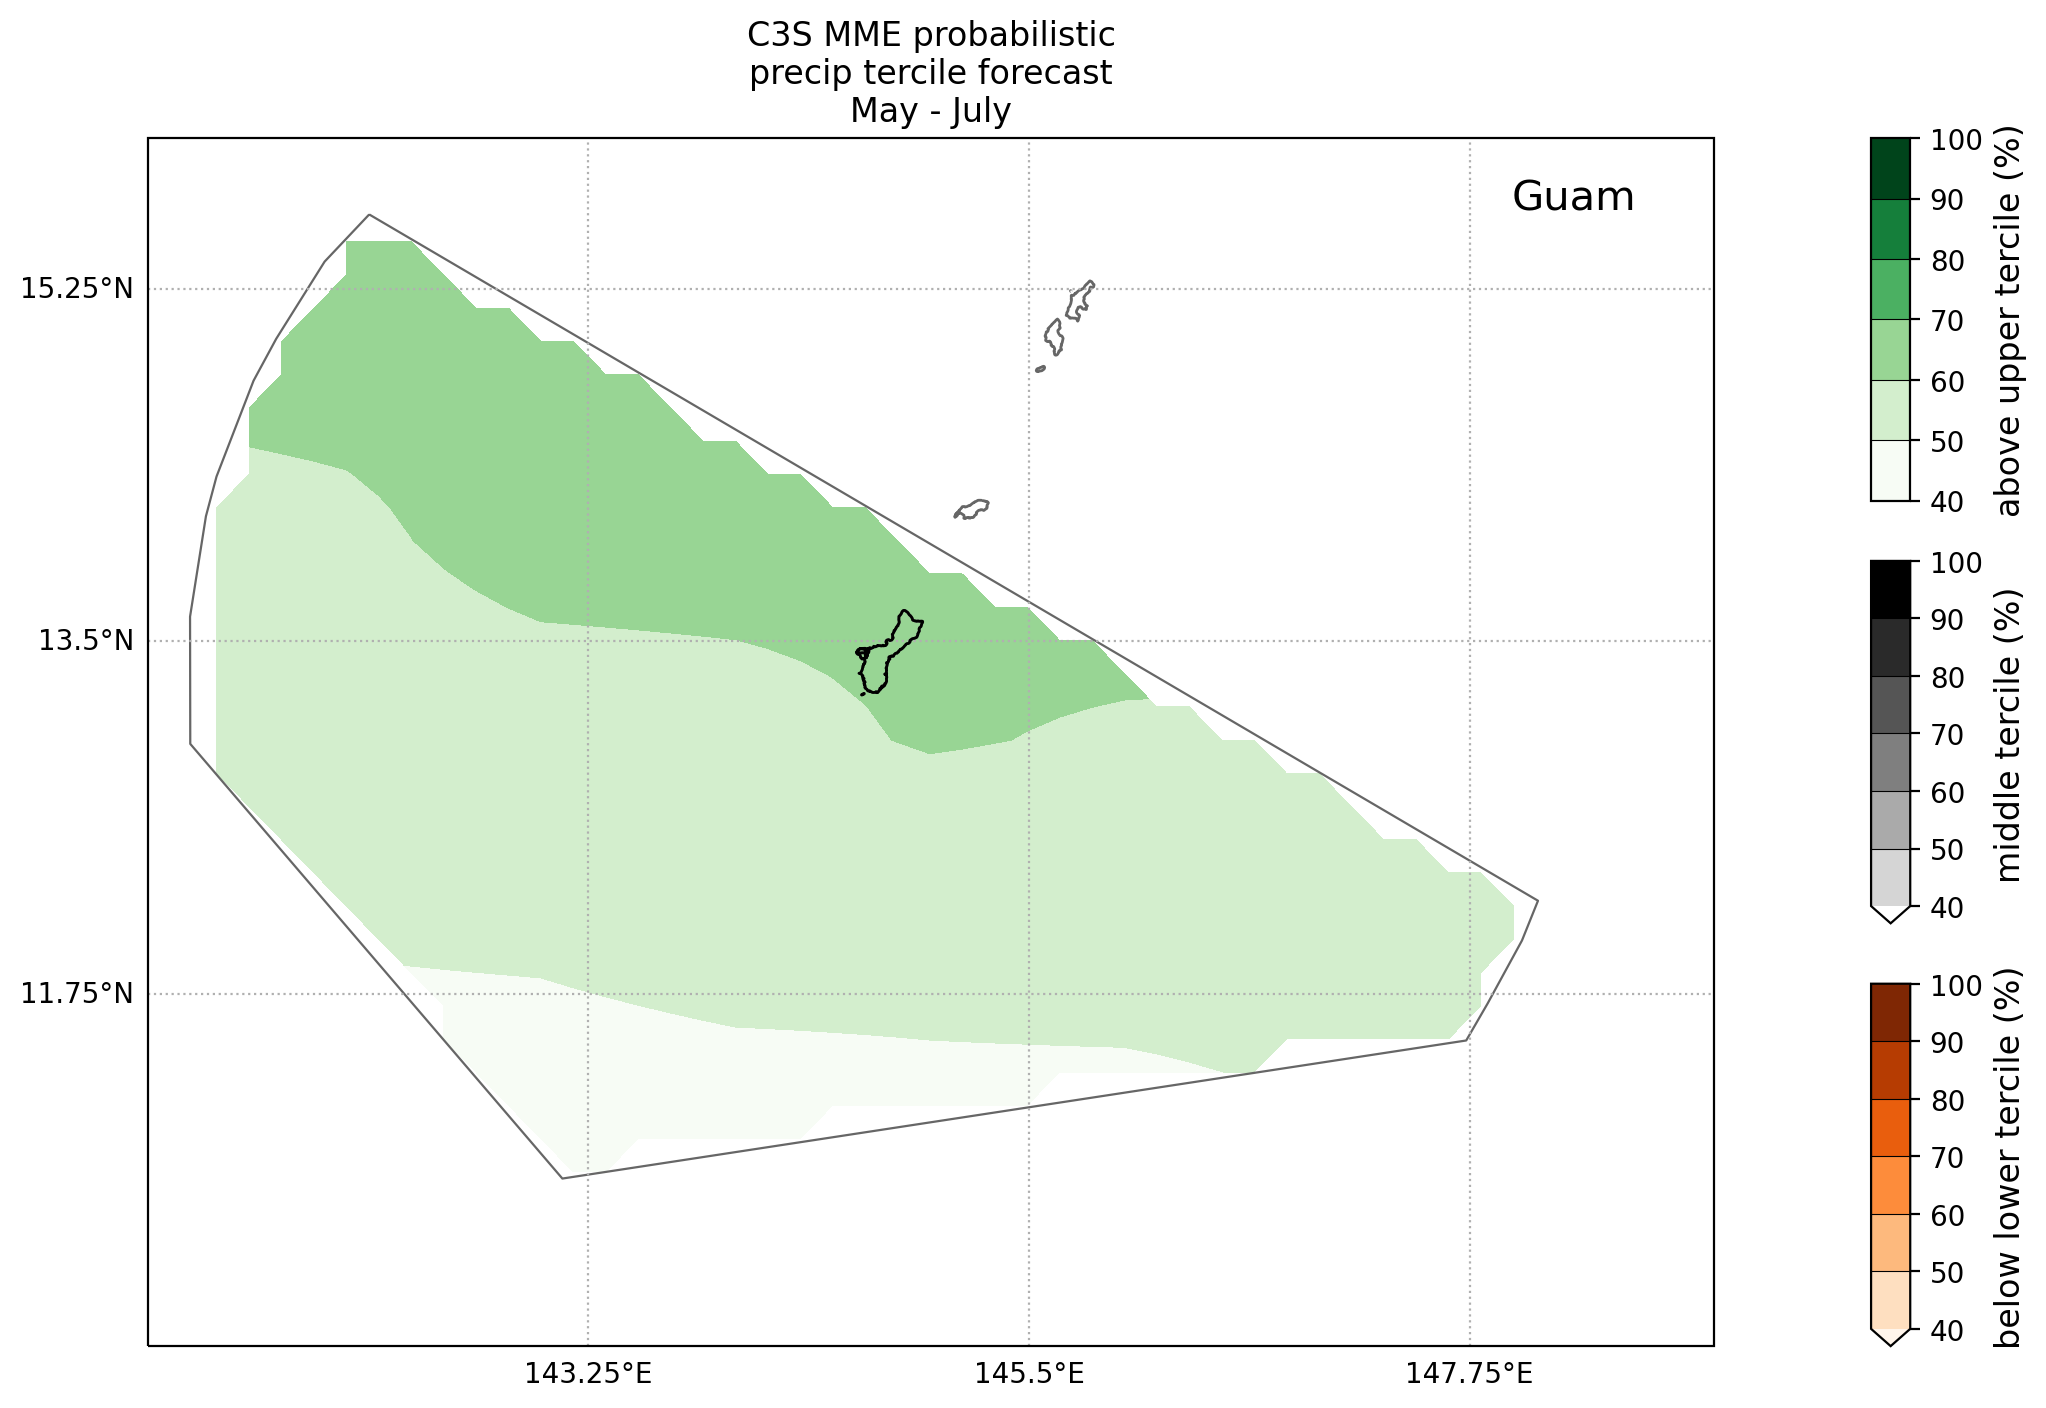 C3S MME probabilistic
precip tercile forecast
May - July
Guam
15.25°N
13.5°N
11.75°N
143.25°E
145.5°E
147.75°E
100
90
80
70
60
50
40
above upper tercile (%)
100
90
80
70
60
50
40
middle tercile (%)
100
90
80
70
60
50
40
below lower tercile (%)